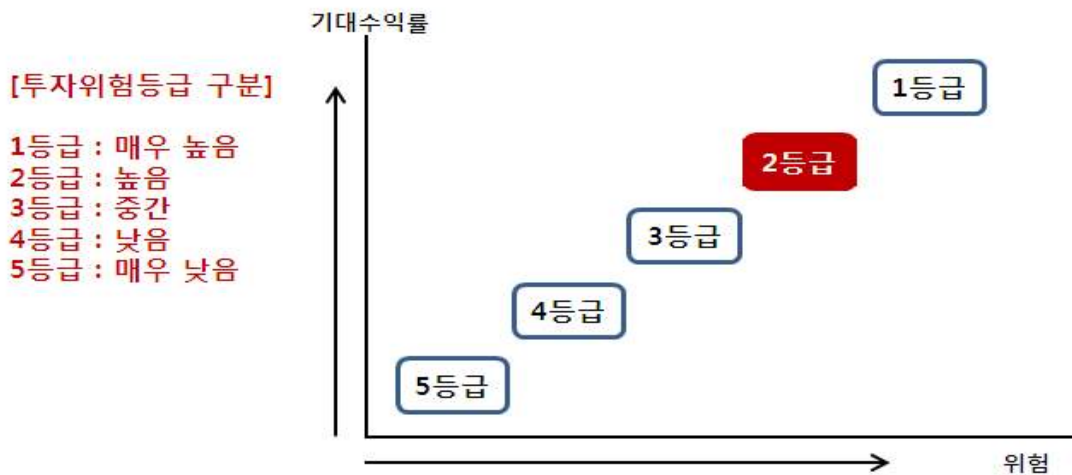 기대수익률
[투자위험등급 구분]
1등급 : 매우 높음
2등급 : 높음
3등급 : 중간
4등급 : 낮음
5등급 : 매우 낮음
1등급
2등급
3등급
4등급
5등급
위험